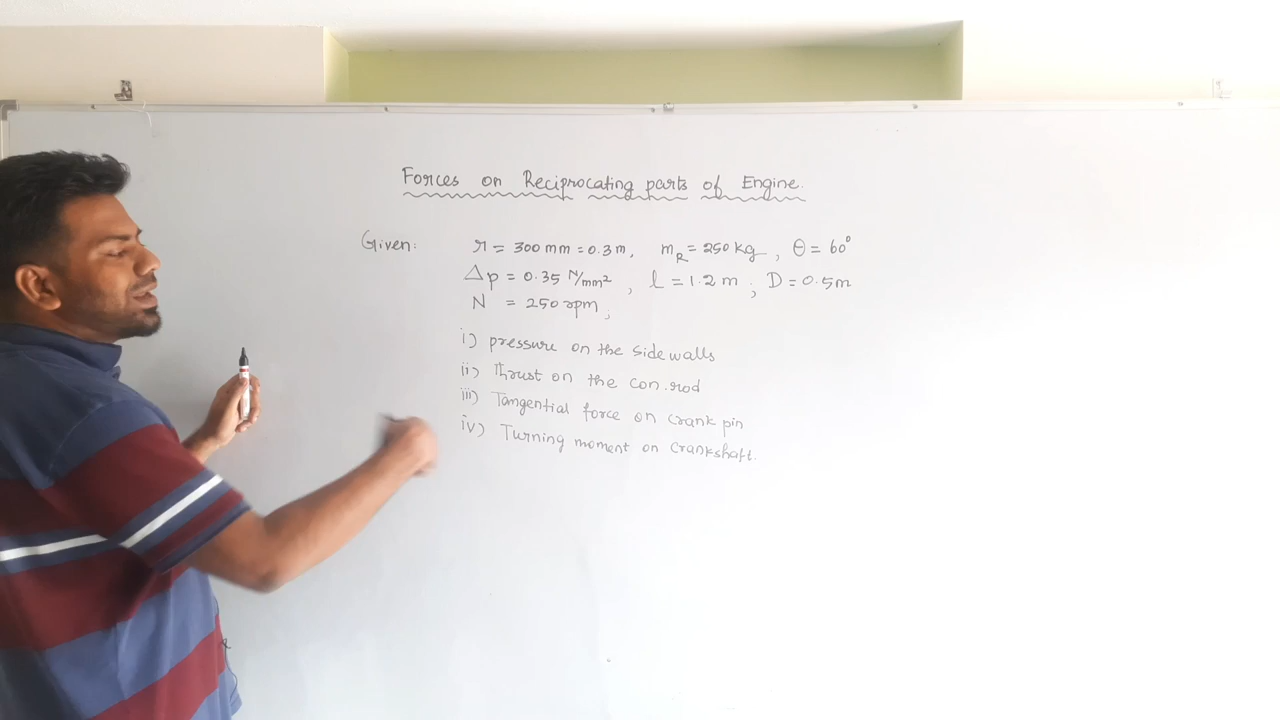 Forces on Reciprocating parts of Engine.
Given: r = 300 mm = 0.3 m, m_R = 250 kg, θ = 60°
Δp = 0.35 N/mm², l = 1.2 m ; D = 0.5 m
N = 250 rpm ;
i) pressure on the side walls
ii) Thrust on the con.rod
iii) Tangential force on crank pin
iv) Turning moment on crankshaft.